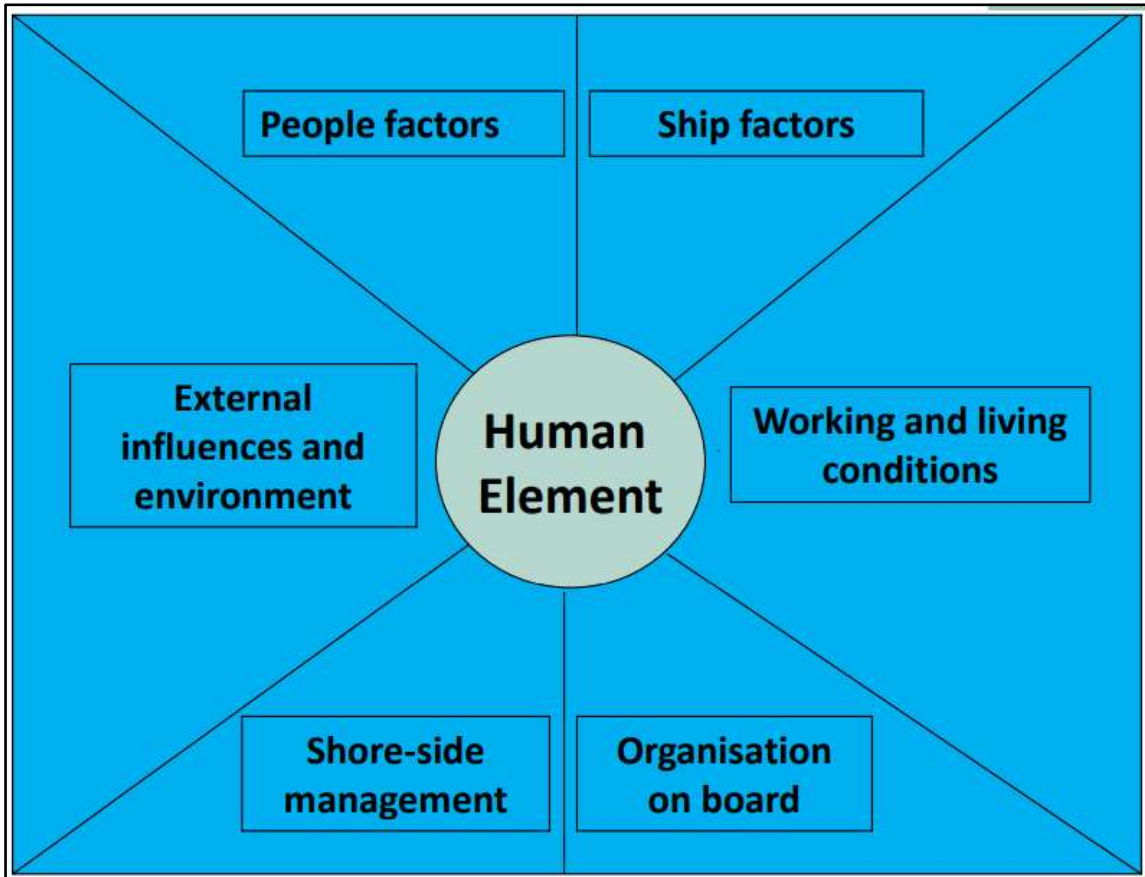 People factors
Ship factors
External
influences and
environment
Human
Element
Working and living
conditions
Shore-side
management
Organisation
on board